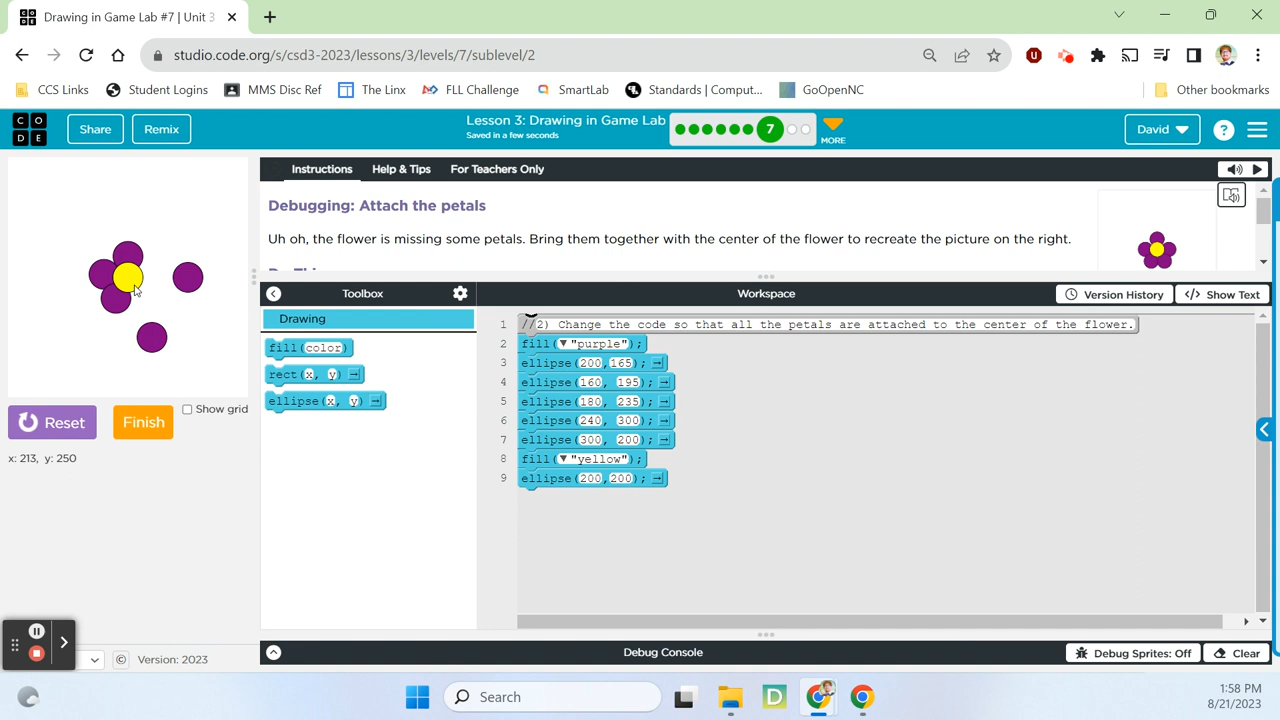 Drawing in Game Lab #7 | Unit 3
studio.code.org/s/csd3-2023/lessons/3/levels/7/sublevel/2
CCS Links
Student Logins
MMS Disc Ref
The Linx
FLL Challenge
SmartLab
Standards | Comput...
GoOpenNC
Other bookmarks
C O
D E
Share
Remix
Lesson 3: Drawing in Game Lab
Saved in a few seconds
7
MORE
David
?
Instructions
Help & Tips
For Teachers Only
Debugging: Attach the petals
Uh oh, the flower is missing some petals. Bring them together with the center of the flower to recreate the picture on the right.
Toolbox
Workspace
Version History
</> Show Text
Drawing
fill(color)
rect(x, y)
ellipse(x, y)
1 //2) Change the code so that all the petals are attached to the center of the flower.
2 fill("purple");
3 ellipse(200,165);
4 ellipse(160, 195);
5 ellipse(180, 235);
6 ellipse(240, 300);
7 ellipse(300, 200);
8 fill("yellow");
9 ellipse(200,200);
Reset
Finish
Show grid
x: 213, y: 250
© Version: 2023
Debug Console
Debug Sprites: Off
Clear
Search
D
1:58 PM
8/21/2023